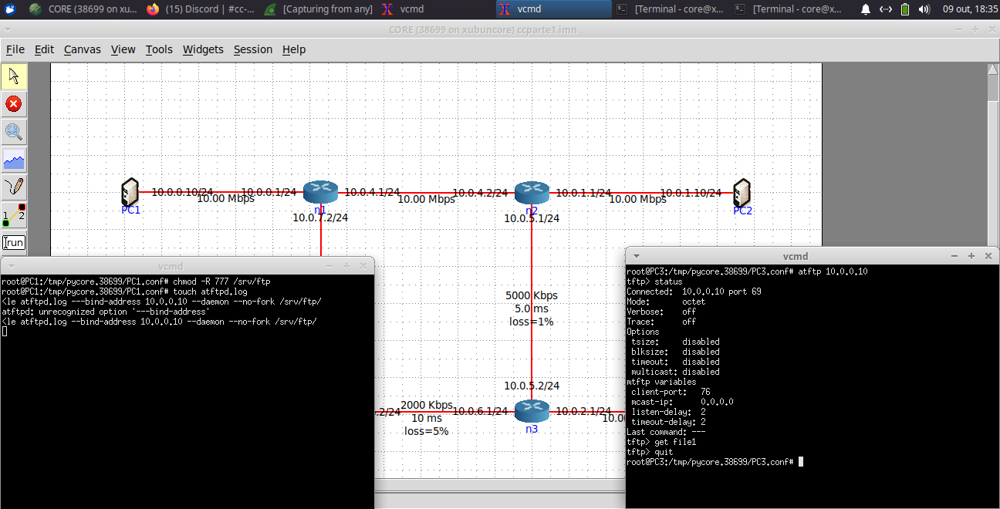 CORE (38699 on xu...
(15) Discord | #cc-...
[Capturing from any]
vcmd
vcmd
[Terminal - core@x...
[Terminal - core@x...
09 out, 18:35
CORE (38699 on xubuncore) ccparte1.imn
File Edit Canvas View Tools Widgets Session Help
1 2
run
10.0.0.10/24 10.0.0.1/24 10.0.4.1/24 10.0.4.2/24 10.0.1.1/24 10.0.1.10/24
10.00 Mbps 10.00 Mbps 10.00 Mbps
PC1 n1 n2 PC2
10.0.7.2/24 10.0.5.1/24
5000 Kbps
5.0 ms
loss=1%
10.0.5.2/24
.2/24 2000 Kbps 10.0.6.1/24 10.0.2.1/24
10 ms 10.00
loss=5%
n3
vcmd
root@PC1:/tmp/pycore.38699/PC1.conf# chmod -R 777 /srv/ftp
root@PC1:/tmp/pycore.38699/PC1.conf# touch atftpd.log
<le atftpd.log ---bind-address 10.0.0.10 --daemon --no-fork /srv/ftp/
atftpd: unrecognized option '---bind-address'
<le atftpd.log --bind-address 10.0.0.10 --daemon --no-fork /srv/ftp/
vcmd
root@PC3:/tmp/pycore.38699/PC3.conf# atftp 10.0.0.10
tftp> status
Connected: 10.0.0.10 port 69
Mode: octet
Verbose: off
Trace: off
Options
tsize: disabled
blksize: disabled
timeout: disabled
multicast: disabled
mtftp variables
client-port: 76
mcast-ip: 0.0.0.0
listen-delay: 2
timeout-delay: 2
Last command: ---
tftp> get file1
tftp> quit
root@PC3:/tmp/pycore.38699/PC3.conf#